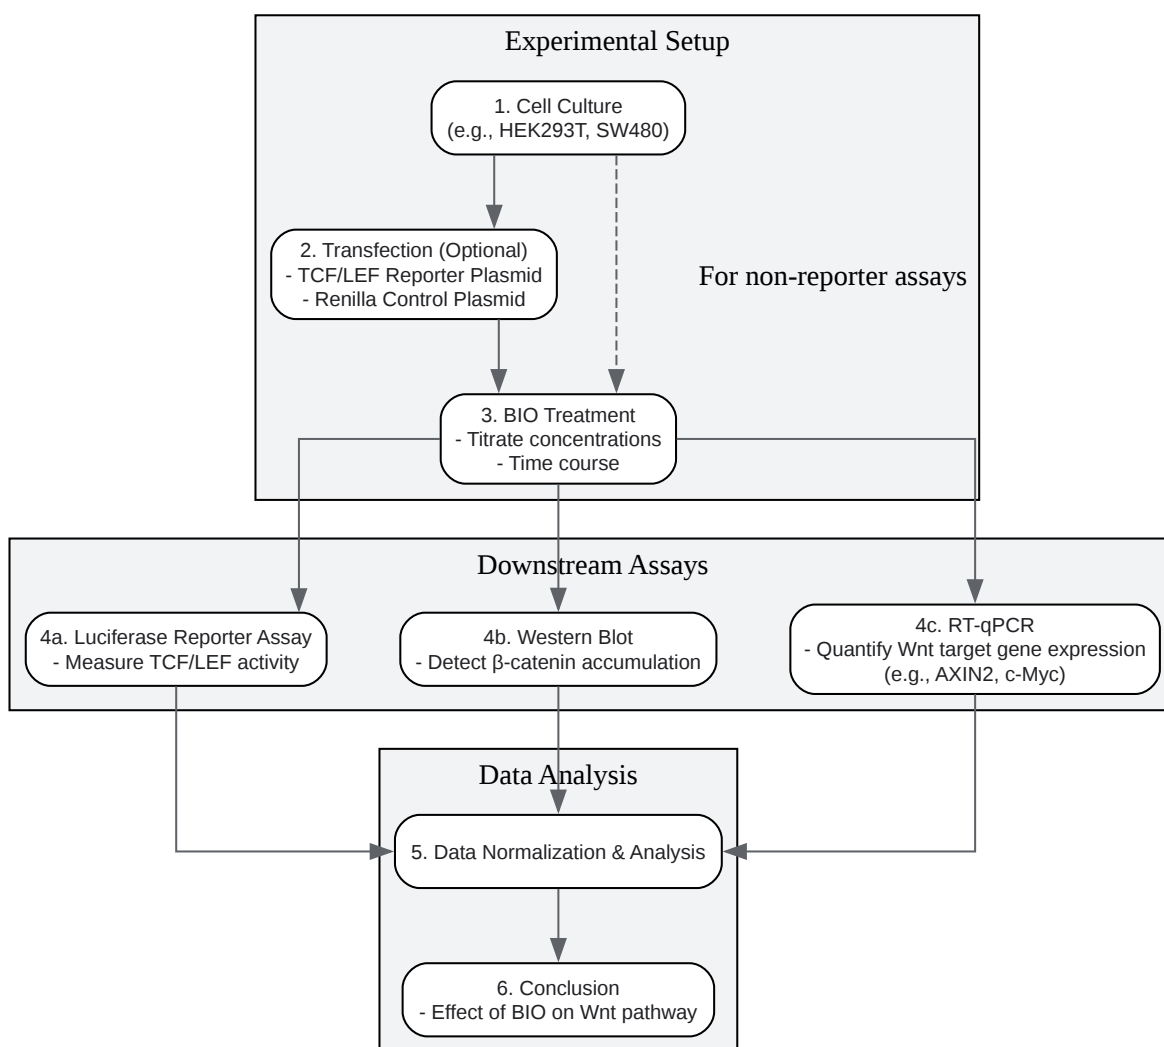 Experimental Setup
1. Cell Culture
(e.g., HEK293T, SW480)
2. Transfection (Optional)
- TCF/LEF Reporter Plasmid
- Renilla Control Plasmid
For non-reporter assays
3. BIO Treatment
- Titrate concentrations
- Time course
Downstream Assays
4a. Luciferase Reporter Assay
- Measure TCF/LEF activity
4b. Western Blot
- Detect β-catenin accumulation
4c. RT-qPCR
- Quantify Wnt target gene expression
(e.g., AXIN2, c-Myc)
Data Analysis
5. Data Normalization & Analysis
6. Conclusion
- Effect of BIO on Wnt pathway